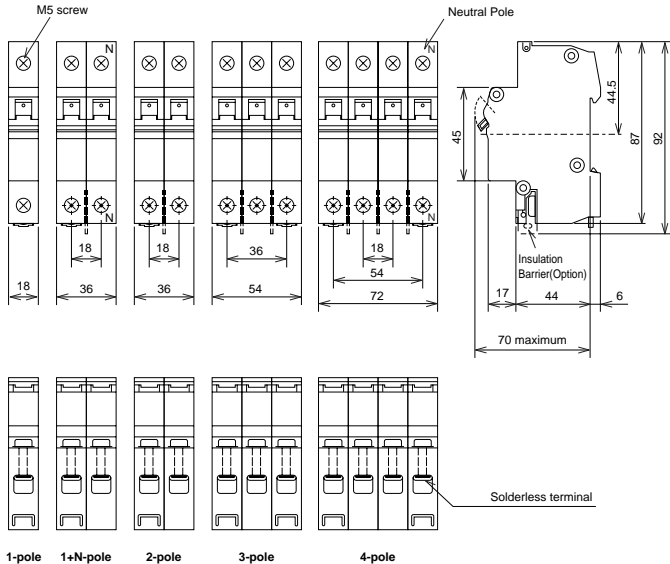 M5 screw
Neutral Pole
N
N
N
N
45
44.5
87
92
18
18
36
18
36
36
54
18
54
72
18
Insulation
Barrier(Option)
17
44
6
70 maximum
Solderless terminal
1-pole
1+N-pole
2-pole
3-pole
4-pole